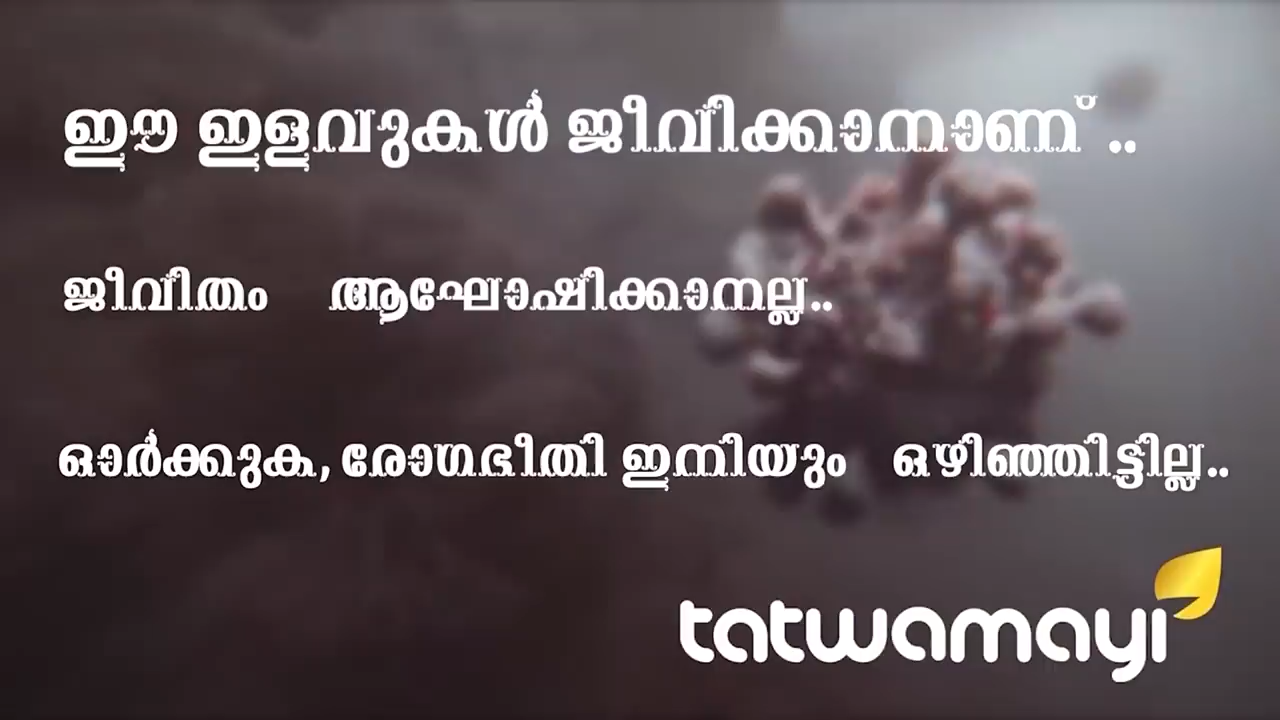 ഈ ഇളവുകൾ ജീവിക്കാനാണ് ..
ജീവിതം ആഘോഷിക്കാനല്ല..
ഓർക്കുക, രോഗഭീതി ഇനിയും ഒഴിഞ്ഞിട്ടില്ല..
tatwamayi